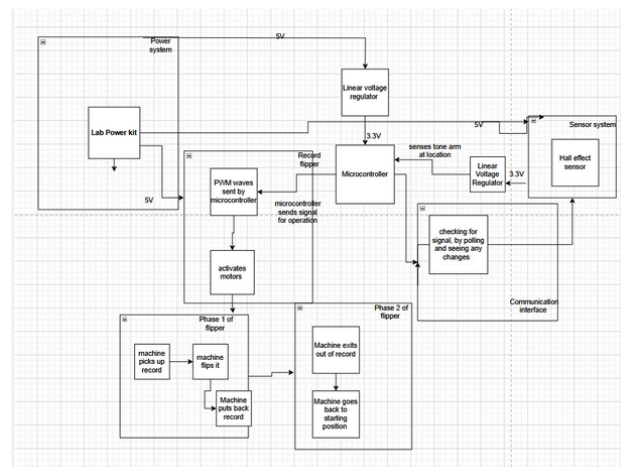 5V
Power
system
Linear voltage
regulator
Lab Power kit
3.3V
5V
Sensor system
Hall effect
sensor
senses tone arm
at location
Linear
Voltage
Regulator
3.3V
Microcontroller
Record
flipper
PWM waves
sent by
microcontroller
5V
microcontroller
sends signal
for operation
checking for
signal, by polling
and seeing any
changes
Communication
interface
activates
motors
Phase 1 of
flipper
machine
picks up
record
machine
flips it
Machine
puts back
record
Phase 2 of
flipper
Machine exits
out of record
Machine goes
back to
starting
position